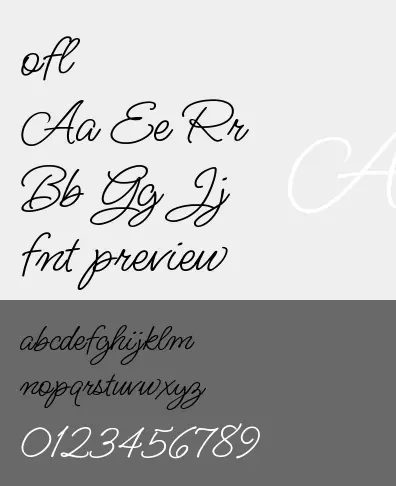 ofl
Aa Ee Rr
A
Bb Gg Jj
fnt preview
abcdefghijklm
nopqrstuvwxyz
0123456789